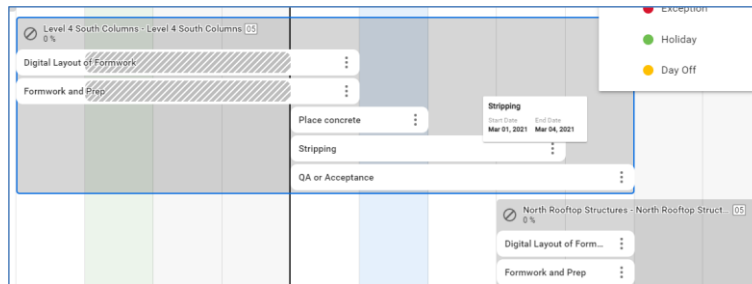 Exception
Level 4 South Columns - Level 4 South Columns 05
0 %
Holiday
Digital Layout of Formwork
Day Off
Formwork and Prep
Stripping
Start Date End Date
Mar 01, 2021 Mar 04, 2021
Place concrete
Stripping
QA or Acceptance
North Rooftop Structures - North Rooftop Struct... 05
0 %
Digital Layout of Form...
Formwork and Prep